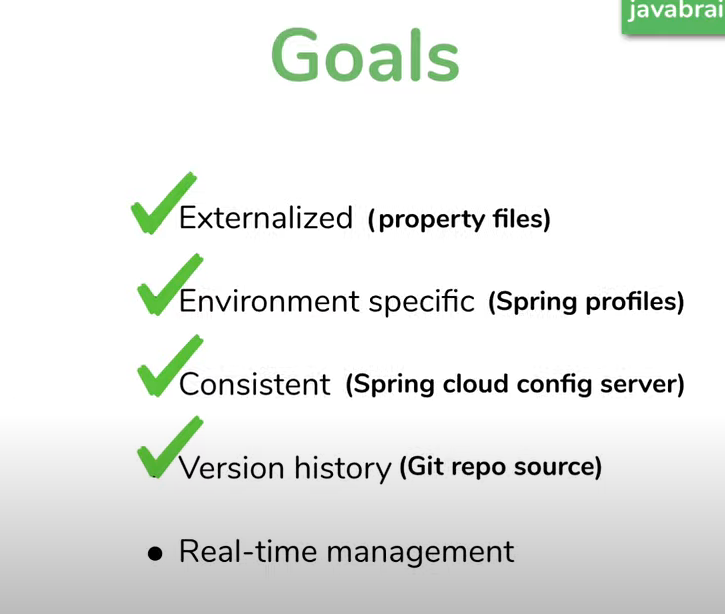 javabrai
Goals
Externalized (property files)
Environment specific (Spring profiles)
Consistent (Spring cloud config server)
Version history (Git repo source)
• Real-time management